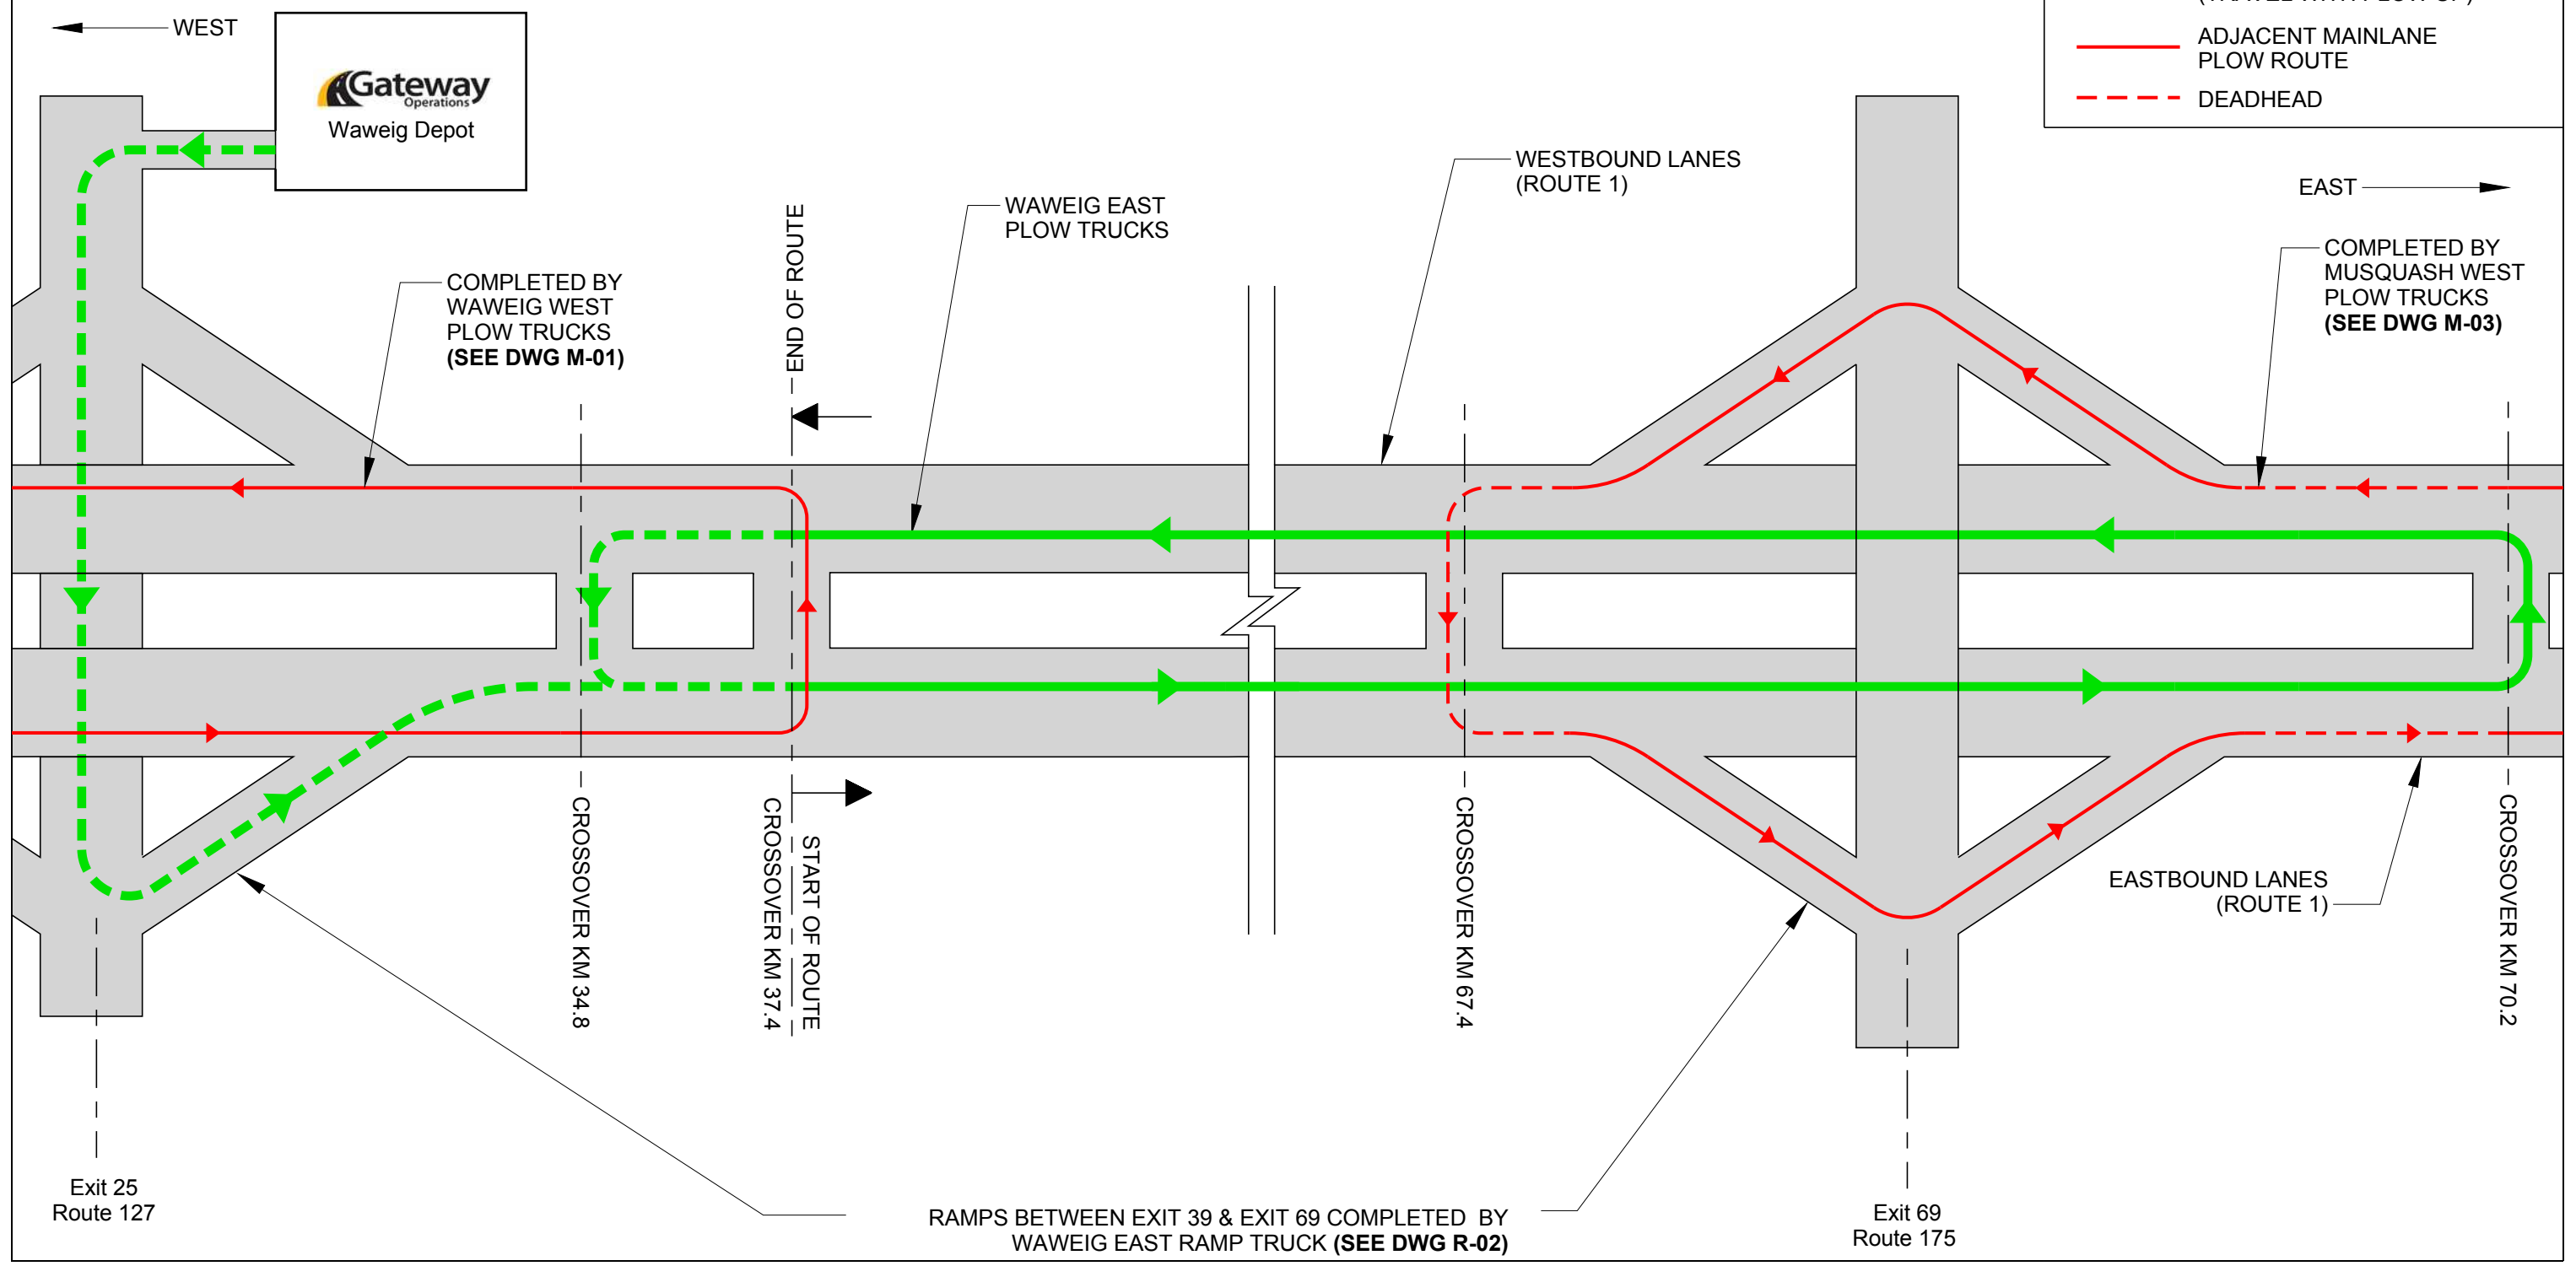 WEST
Gateway
Operations
Waweig Depot
ADJACENT MAINLANE
PLOW ROUTE
DEADHEAD
WESTBOUND LANES
(ROUTE 1)
EAST
WAWEIG EAST
PLOW TRUCKS
END OF ROUTE
COMPLETED BY
WAWEIG WEST
PLOW TRUCKS
(SEE DWG M-01)
COMPLETED BY
MUSQUASH WEST
PLOW TRUCKS
(SEE DWG M-03)
CROSSOVER KM 34.8
CROSSOVER KM 37.4
START OF ROUTE
CROSSOVER KM 67.4
CROSSOVER KM 70.2
EASTBOUND LANES
(ROUTE 1)
Exit 25
Route 127
RAMPS BETWEEN EXIT 39 & EXIT 69 COMPLETED BY
WAWEIG EAST RAMP TRUCK (SEE DWG R-02)
Exit 69
Route 175